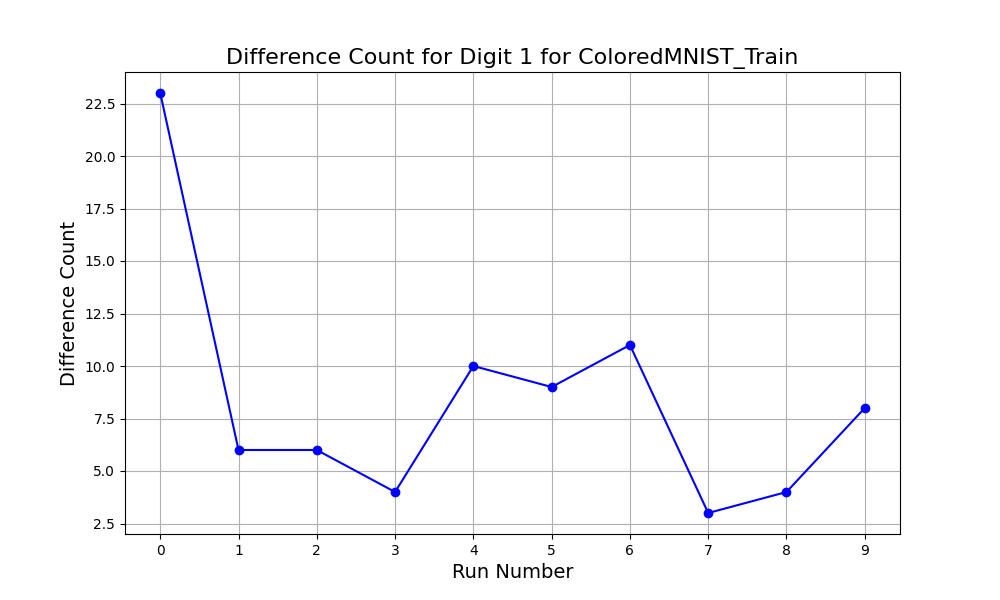 Difference Count for Digit 1 for ColoredMNIST_Train
Difference Count
22.5
20.0
17.5
15.0
12.5
10.0
7.5
5.0
2.5
0 1 2 3 4 5 6 7 8 9
Run Number